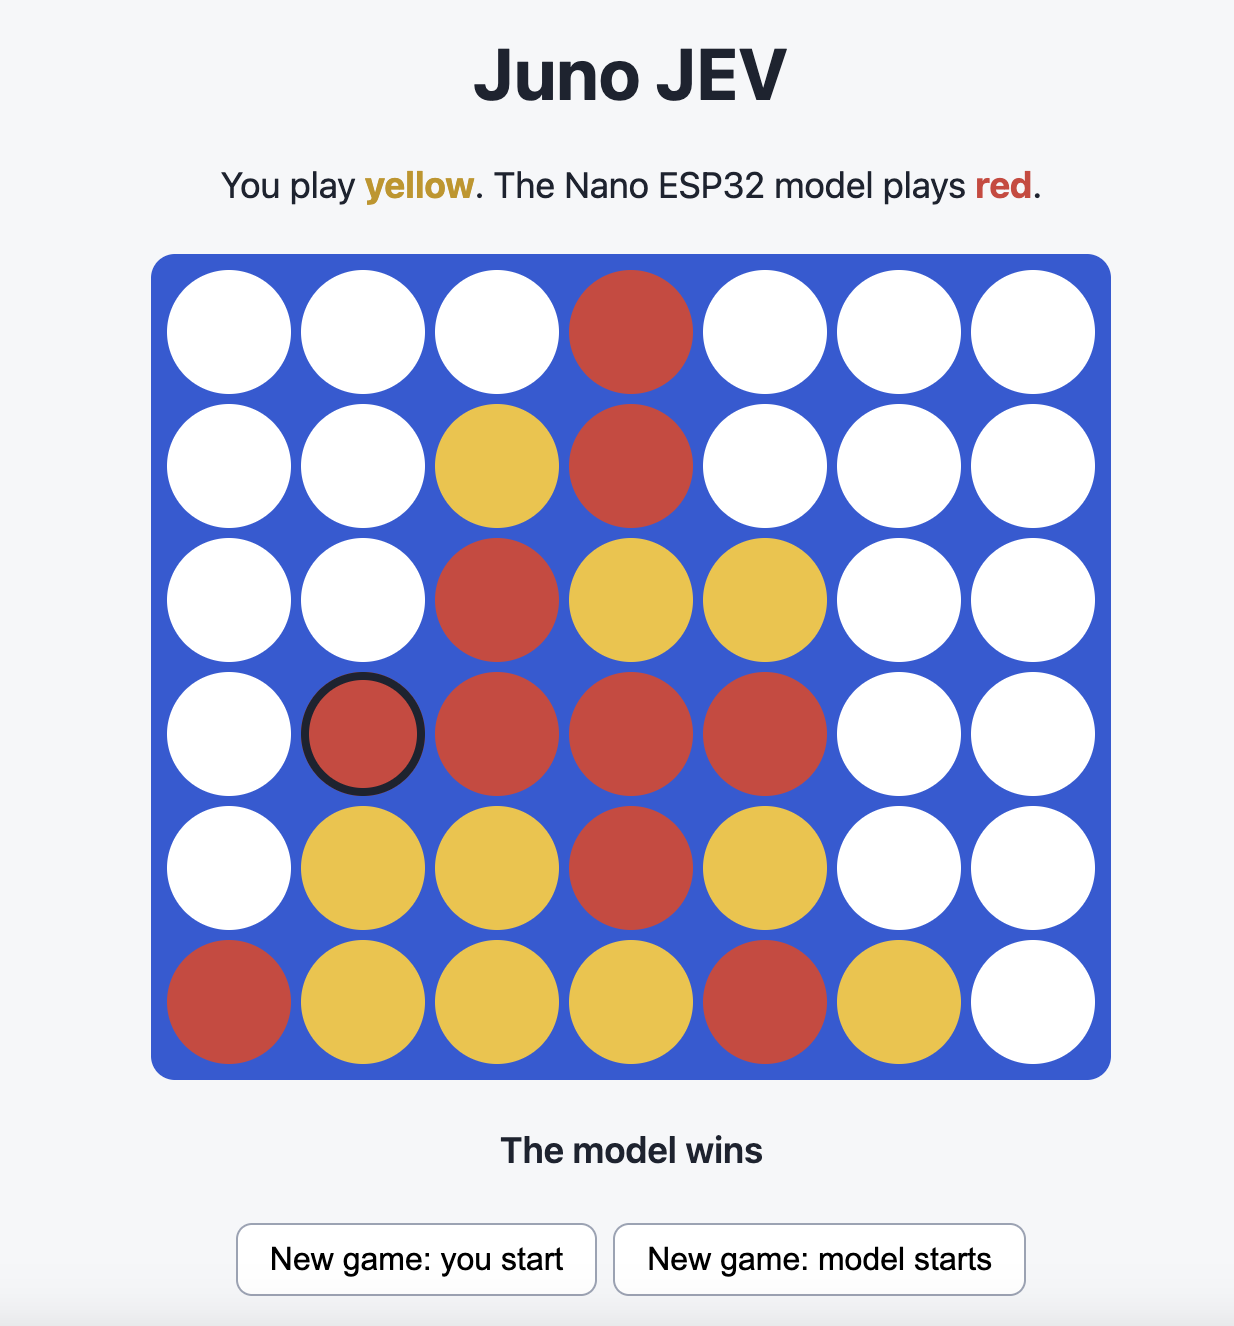 Juno JEV
You play yellow. The Nano ESP32 model plays red.
The model wins
New game: you start
New game: model starts